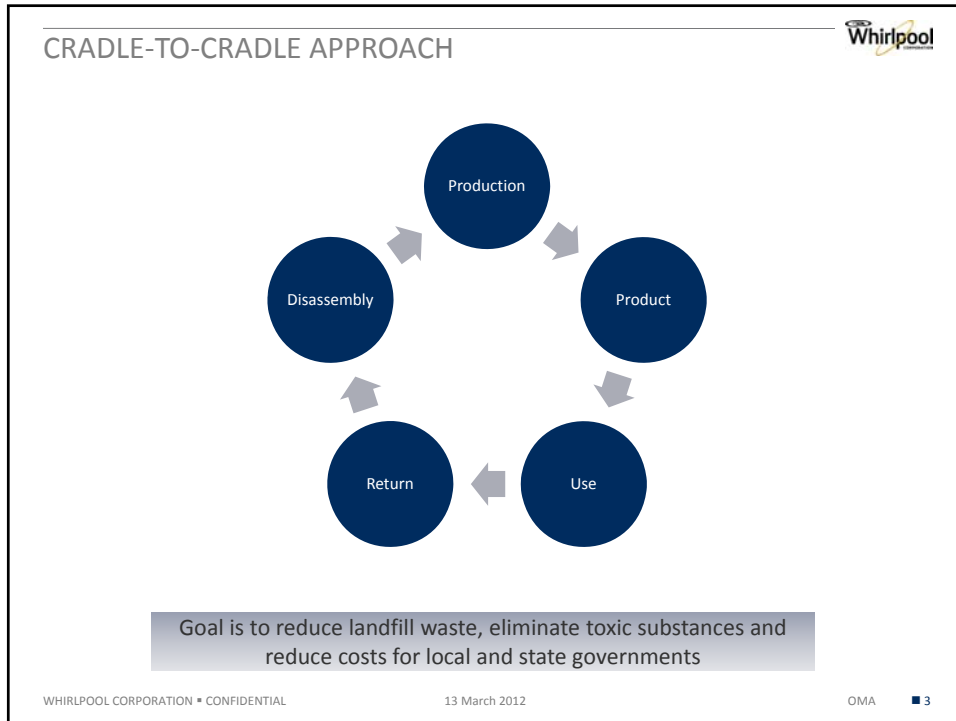 CRADLE-TO-CRADLE APPROACH
Whirlpool
CORPORATION
Production
Disassembly
Product
Return
Use
Goal is to reduce landfill waste, eliminate toxic substances and
reduce costs for local and state governments
WHIRLPOOL CORPORATION ▪ CONFIDENTIAL 13 March 2012 OMA ■ 3